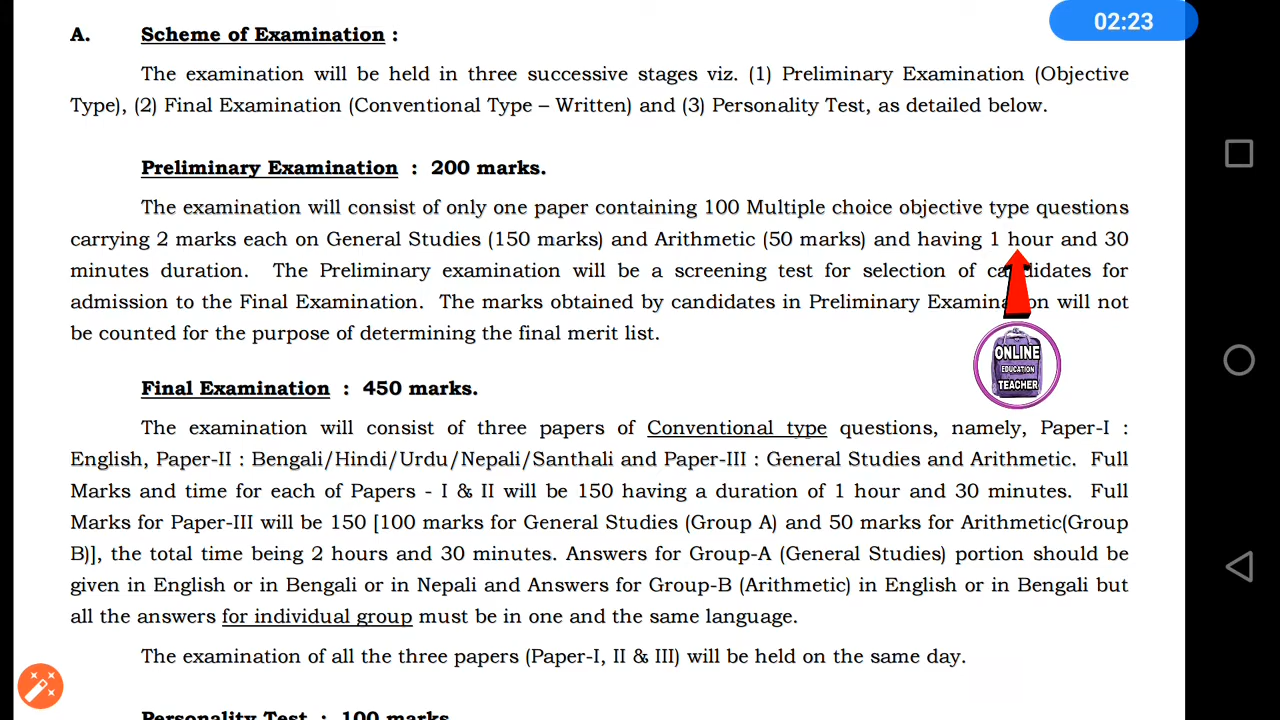 02:23
A. Scheme of Examination :
The examination will be held in three successive stages viz. (1) Preliminary Examination (Objective
Type), (2) Final Examination (Conventional Type – Written) and (3) Personality Test, as detailed below.
Preliminary Examination : 200 marks.
The examination will consist of only one paper containing 100 Multiple choice objective type questions
carrying 2 marks each on General Studies (150 marks) and Arithmetic (50 marks) and having 1 hour and 30
minutes duration. The Preliminary examination will be a screening test for selection of candidates for
admission to the Final Examination. The marks obtained by candidates in Preliminary Examination will not
be counted for the purpose of determining the final merit list.
ONLINE
EDUCATION
TEACHER
Final Examination : 450 marks.
The examination will consist of three papers of Conventional type questions, namely, Paper-I :
English, Paper-II : Bengali/Hindi/Urdu/Nepali/Santhali and Paper-III : General Studies and Arithmetic. Full
Marks and time for each of Papers - I & II will be 150 having a duration of 1 hour and 30 minutes. Full
Marks for Paper-III will be 150 [100 marks for General Studies (Group A) and 50 marks for Arithmetic(Group
B)], the total time being 2 hours and 30 minutes. Answers for Group-A (General Studies) portion should be
given in English or in Bengali or in Nepali and Answers for Group-B (Arithmetic) in English or in Bengali but
all the answers for individual group must be in one and the same language.
The examination of all the three papers (Paper-I, II & III) will be held on the same day.
Personality Test : 100 marks